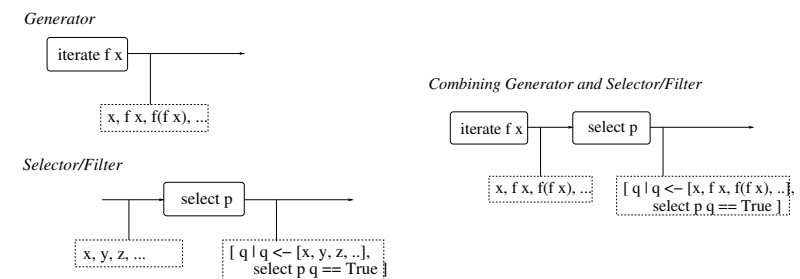 Generator
iterate f x
x, f x, f(f x), ...
Selector/Filter
select p
x, y, z, ...
[ q | q <- [x, y, z, ..],
select p q == True ]
Combining Generator and Selector/Filter
iterate f x
select p
x, f x, f(f x), ...
[ q | q <- [x, f x, f(f x), ..],
select p q == True ]